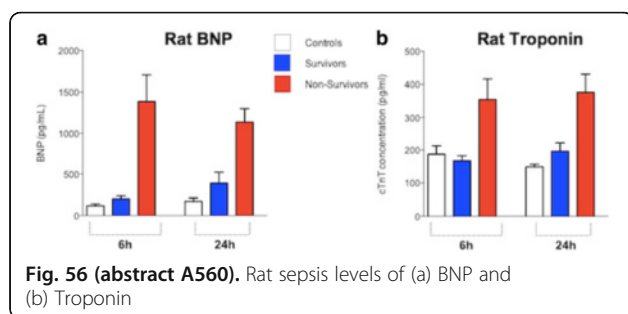 a Rat BNP
b Rat Troponin
Controls
Survivors
Non-Survivors
BNP (pg/mL)
2000
1500
1000
500
0
6h 24h
cTnT concentration (pg/ml)
500
400
300
200
100
0
6h 24h
Fig. 56 (abstract A560). Rat sepsis levels of (a) BNP and
(b) Troponin